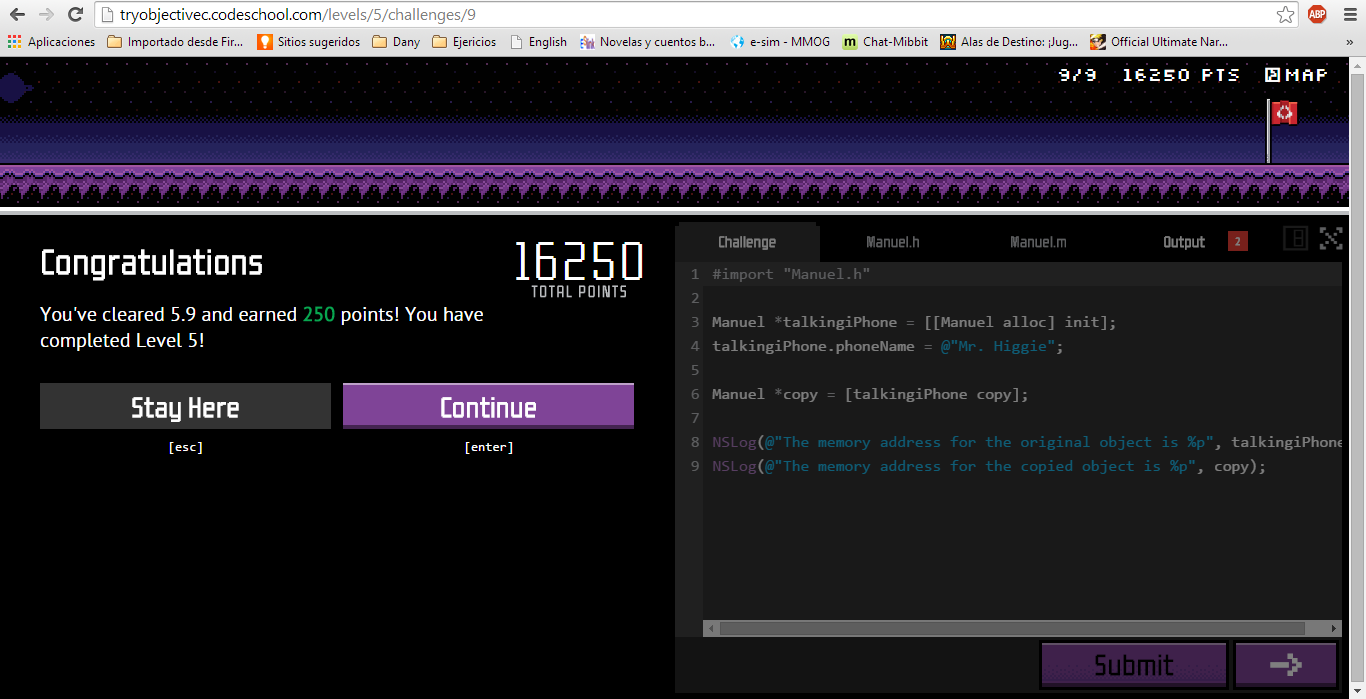 tryobjectivec.codeschool.com/levels/5/challenges/9
ABP
Aplicaciones Importado desde Fir... Sitios sugeridos Dany Ejericios English Novelas y cuentos b... e-sim - MMOG m Chat-Mibbit Alas de Destino: ¡Jug... Official Ultimate Nar... »
9/9 16250 PTS MAP
Congratulations
16250
TOTAL POINTS
You've cleared 5.9 and earned 250 points! You have
completed Level 5!
Stay Here
[esc]
Continue
[enter]
Challenge Manuel.h Manuel.m Output 2
1 #import "Manuel.h"
2
3 Manuel *talkingiPhone = [[Manuel alloc] init];
4 talkingiPhone.phoneName = @"Mr. Higgie";
5
6 Manuel *copy = [talkingiPhone copy];
7
8 NSLog(@"The memory address for the original object is %p", talkingiPhone
9 NSLog(@"The memory address for the copied object is %p", copy);
Submit